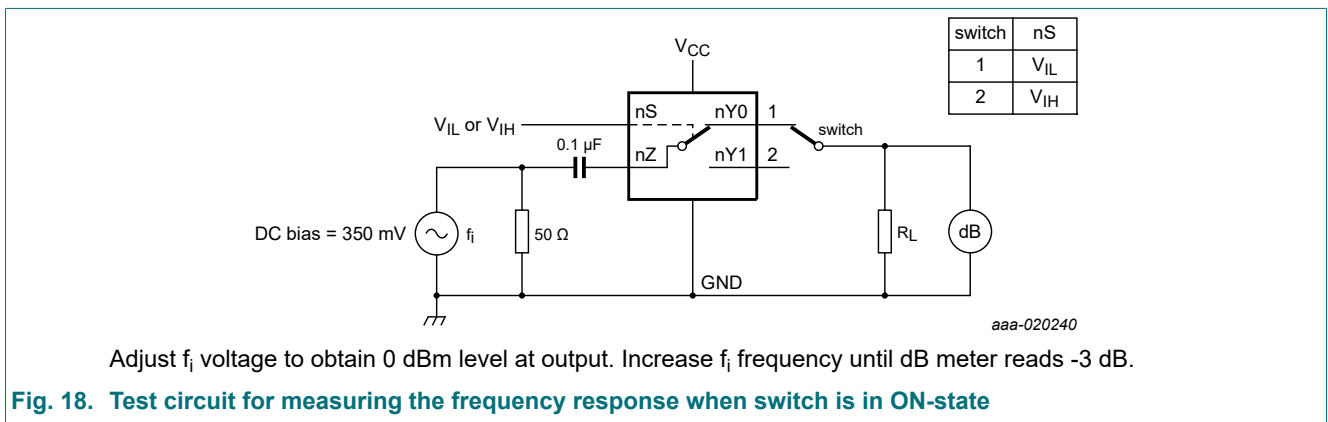 switch nS
1 VIL
2 VIH
VCC
nS nY0 1
VIL or VIH
switch
0.1 µF
nZ nY1 2
DC bias = 350 mV fi 50 Ω RL dB
GND
aaa-020240
Adjust fi voltage to obtain 0 dBm level at output. Increase fi frequency until dB meter reads -3 dB.
Fig. 18. Test circuit for measuring the frequency response when switch is in ON-state